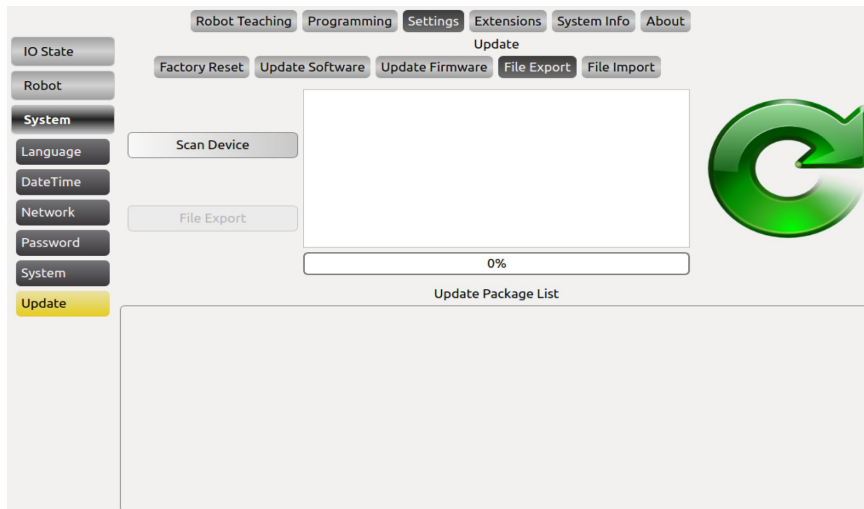 Robot Teaching Programming Settings Extensions System Info About
Update
IO State
Factory Reset Update Software Update Firmware File Export File Import
Robot
System
Scan Device
Language
DateTime
Network
File Export
Password
0%
System
Update Package List
Update